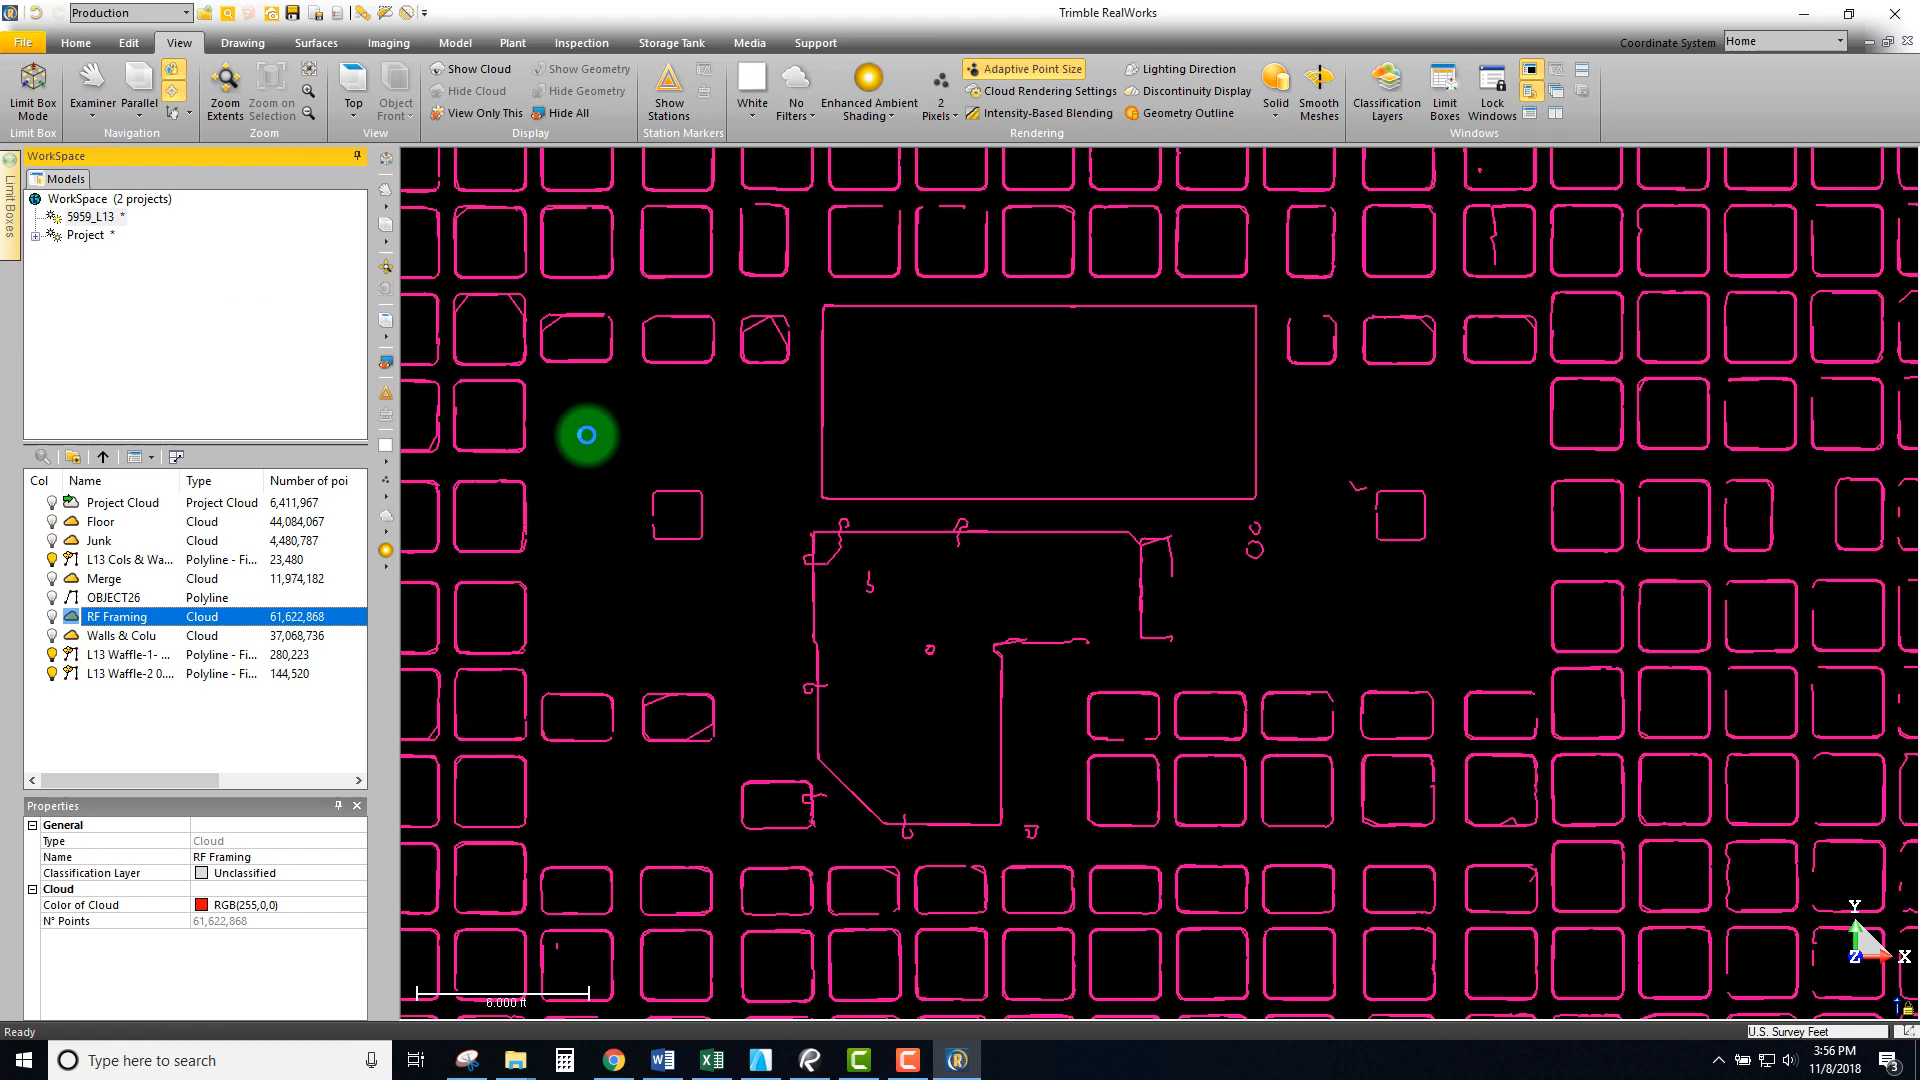 Production
Trimble RealWorks
File
Home
Edit
View
Drawing
Surfaces
Imaging
Model
Plant
Inspection
Storage Tank
Media
Support
Coordinate System
Home
Limit Box Mode
Limit Box
Examiner
Parallel
Navigation
Zoom Extents
Zoom on Selection
Zoom
Top
Object Front
View
Show Cloud
Hide Cloud
View Only This
Show Geometry
Hide Geometry
Hide All
Display
Show Stations
Station Markers
White
No Filters
Enhanced Ambient Shading
2 Pixels
Adaptive Point Size
Cloud Rendering Settings
Intensity-Based Blending
Lighting Direction
Discontinuity Display
Geometry Outline
Rendering
Solid
Smooth Meshes
Classification Layers
Limit Boxes
Lock Windows
Windows
Limit Boxes
WorkSpace
Models
WorkSpace (2 projects)
5959_L13 *
Project *
Col Name Type Number of poi
Project Cloud Project Cloud 6,411,967
Floor Cloud 44,084,067
Junk Cloud 4,480,787
L13 Cols & Wa... Polyline - Fi... 23,480
Merge Cloud 11,974,182
OBJECT26 Polyline
RF Framing Cloud 61,622,868
Walls & Colu Cloud 37,068,736
L13 Waffle-1- ... Polyline - Fi... 280,223
L13 Waffle-2 0.... Polyline - Fi... 144,520
Properties
General
Type Cloud
Name RF Framing
Classification Layer Unclassified
Cloud
Color of Cloud RGB(255,0,0)
N° Points 61,622,868
6.000 ft
Y
Z
X
Ready
U.S. Survey Feet
Type here to search
3:56 PM
11/8/2018
3